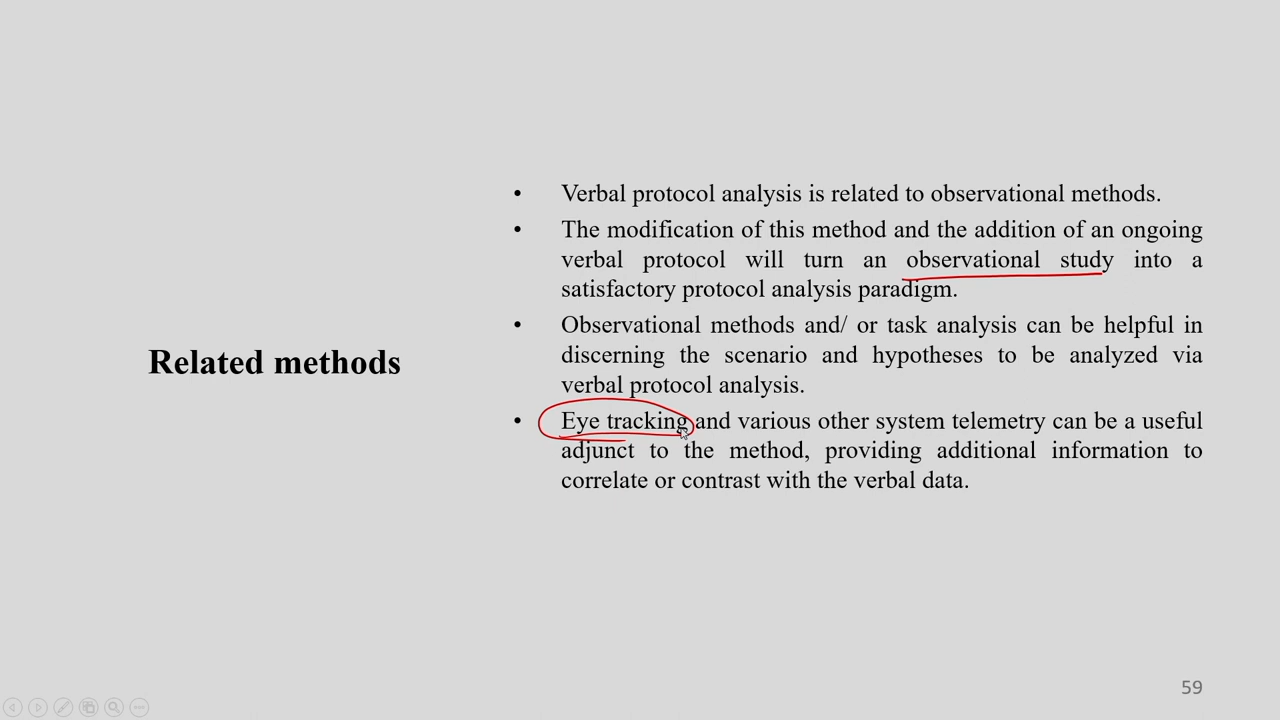 Related methods
• Verbal protocol analysis is related to observational methods.
• The modification of this method and the addition of an ongoing
verbal protocol will turn an observational study into a
satisfactory protocol analysis paradigm.
• Observational methods and/ or task analysis can be helpful in
discerning the scenario and hypotheses to be analyzed via
verbal protocol analysis.
• Eye tracking and various other system telemetry can be a useful
adjunct to the method, providing additional information to
correlate or contrast with the verbal data.
59